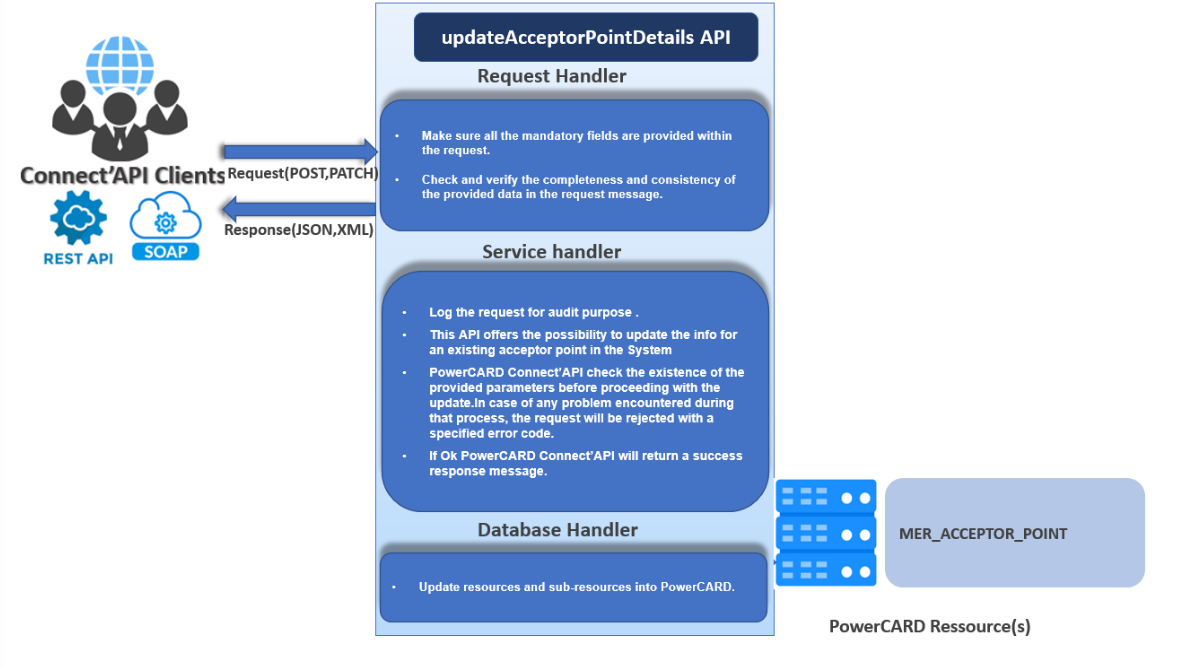 updateAcceptorPointDetails API
Request Handler
• Make sure all the mandatory fields are provided within
the request.
• Check and verify the completeness and consistency of
the provided data in the request message.
Connect'API Clients
Request(POST,PATCH)
Response(JSON,XML)
REST API
SOAP
Service handler
• Log the request for audit purpose .
• This API offers the possibility to update the info for
an existing acceptor point in the System
• PowerCARD Connect'API check the existence of the
provided parameters before proceeding with the
update.In case of any problem encountered during
that process, the request will be rejected with a
specified error code.
• If Ok PowerCARD Connect'API will return a success
response message.
Database Handler
• Update resources and sub-resources into PowerCARD.
MER_ACCEPTOR_POINT
PowerCARD Ressource(s)